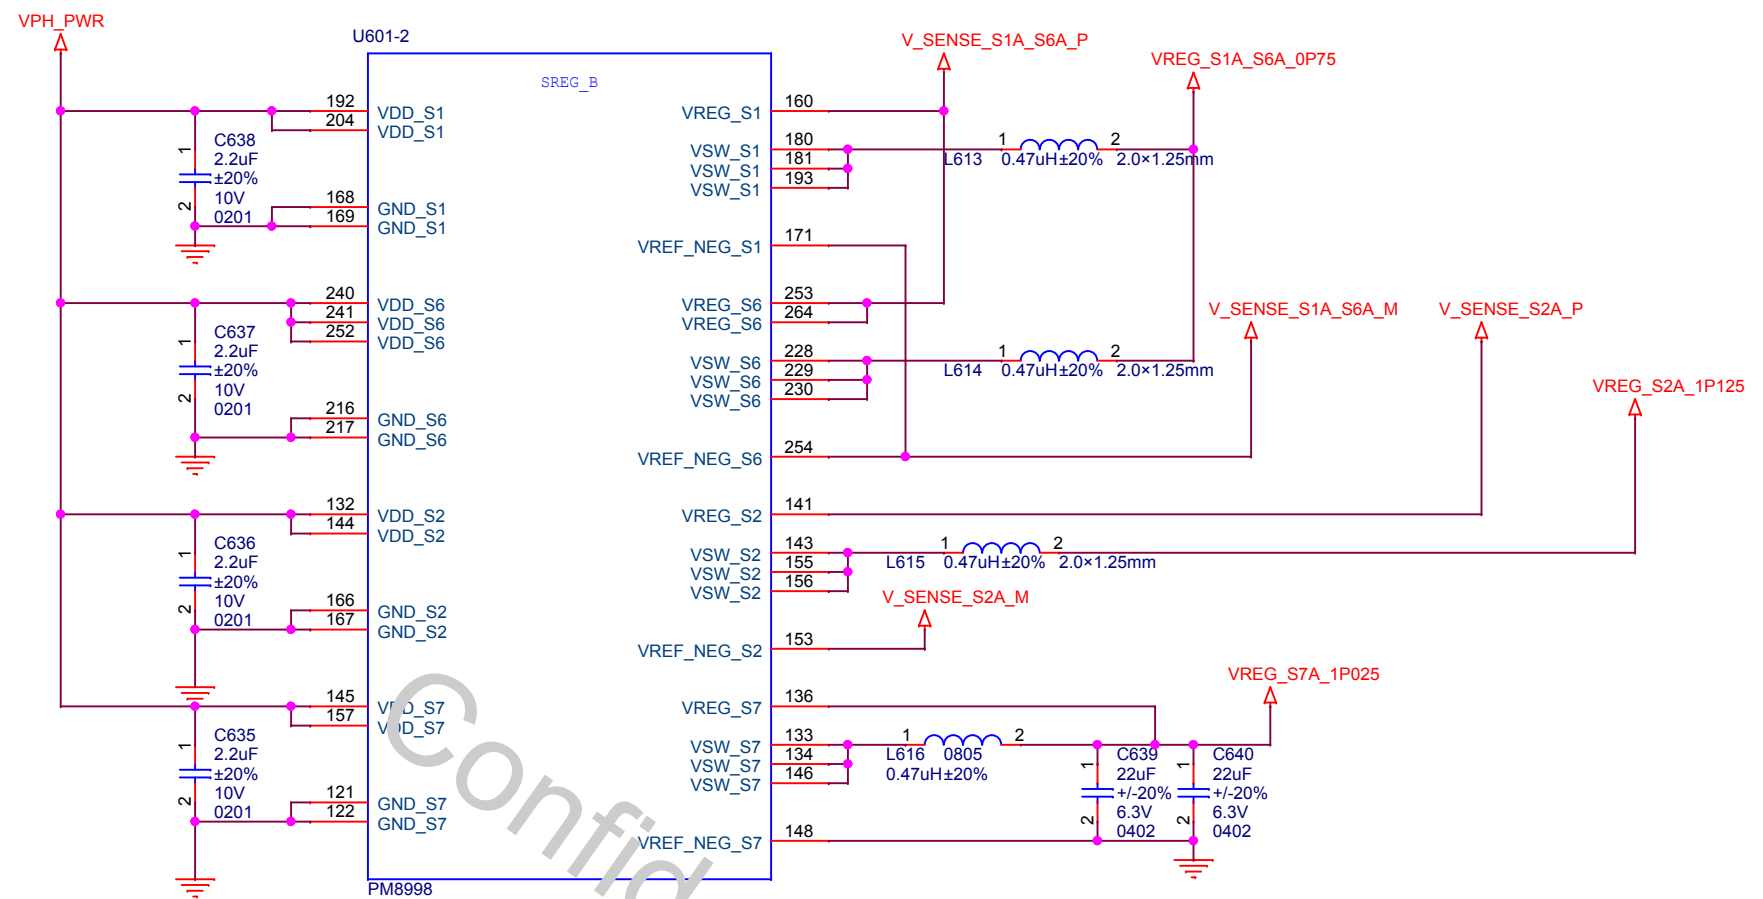 VPH_PWR
U601-2
SREG_B
V_SENSE_S1A_S6A_P
VREG_S1A_S6A_0P75
192 VDD_S1
204 VDD_S1
C638
2.2uF
±20%
10V
0201
1
2
168 GND_S1
169 GND_S1
240 VDD_S6
241 VDD_S6
252 VDD_S6
C637
2.2uF
±20%
10V
0201
1
2
216 GND_S6
217 GND_S6
132 VDD_S2
144 VDD_S2
C636
2.2uF
±20%
10V
0201
1
2
166 GND_S2
167 GND_S2
145 VDD_S7
157 VDD_S7
C635
2.2uF
±20%
10V
0201
1
2
121 GND_S7
122 GND_S7
VREG_S1 160
VSW_S1 180
VSW_S1 181
VSW_S1 193
1 2
L613 0.47uH±20% 2.0×1.25mm
VREF_NEG_S1 171
VREG_S6 253
VREG_S6 264
V_SENSE_S1A_S6A_M
V_SENSE_S2A_P
VSW_S6 228
VSW_S6 229
VSW_S6 230
1 2
L614 0.47uH±20% 2.0×1.25mm
VREG_S2A_1P125
VREF_NEG_S6 254
VREG_S2 141
VSW_S2 143
VSW_S2 155
VSW_S2 156
1 2
L615 0.47uH±20% 2.0×1.25mm
V_SENSE_S2A_M
VREF_NEG_S2 153
VREG_S7A_1P025
VREG_S7 136
VSW_S7 133
VSW_S7 134
VSW_S7 146
1 2
L616 0805
0.47uH±20%
C639
22uF
+/-20%
6.3V
0402
1
2
C640
22uF
+/-20%
6.3V
0402
1
2
VREF_NEG_S7 148
PM8998
Confid